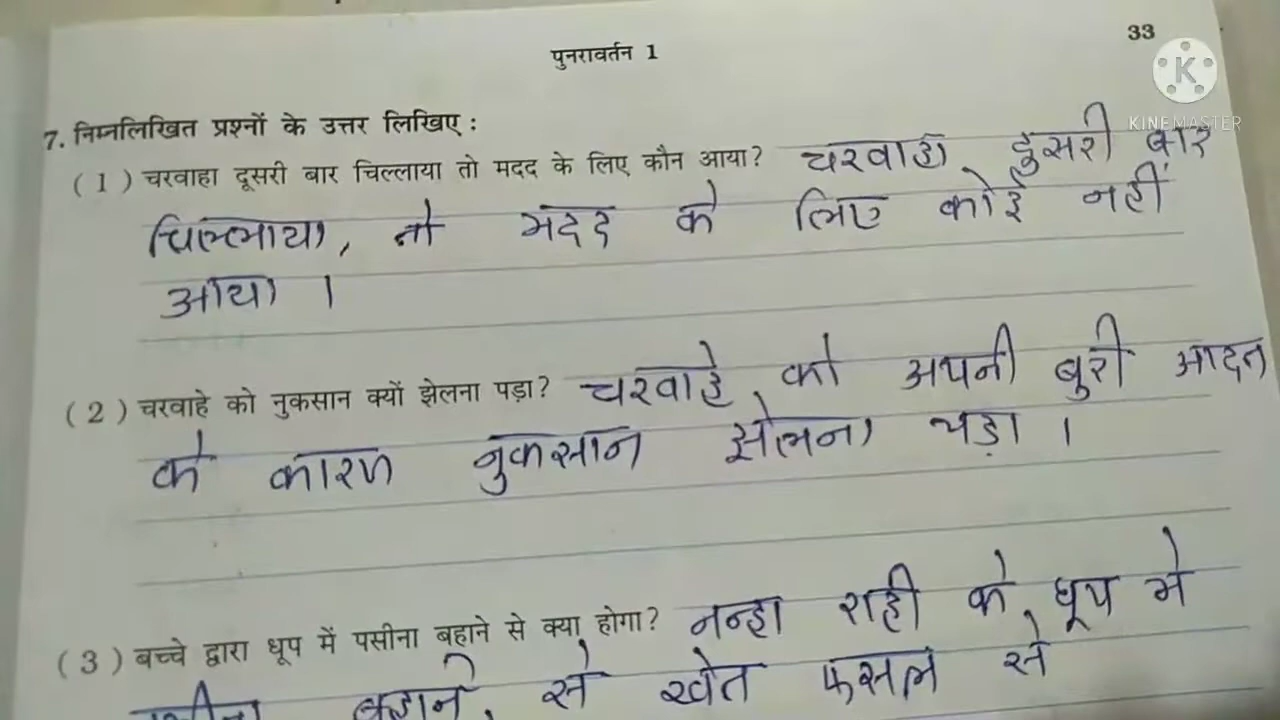 पुनरावर्तन 1
33
KINEMASTER
7. निम्नलिखित प्रश्नों के उत्तर लिखिए :
( 1 ) चरवाहा दूसरी बार चिल्लाया तो मदद के लिए कौन आया? चरवाहा दुसरी बार
चिल्लाया, तो मदद के लिए कोई नहीं
आया ।
( 2 ) चरवाहे को नुकसान क्यों झेलना पड़ा? चरवाहे को अपनी बुरी आदत
के कारण नुकसान झेलना पड़ा ।
( 3 ) बच्चे द्वारा धूप में पसीना बहाने से क्या होगा? नन्हा राही के धूप मे
बहाने से खेत फसल से